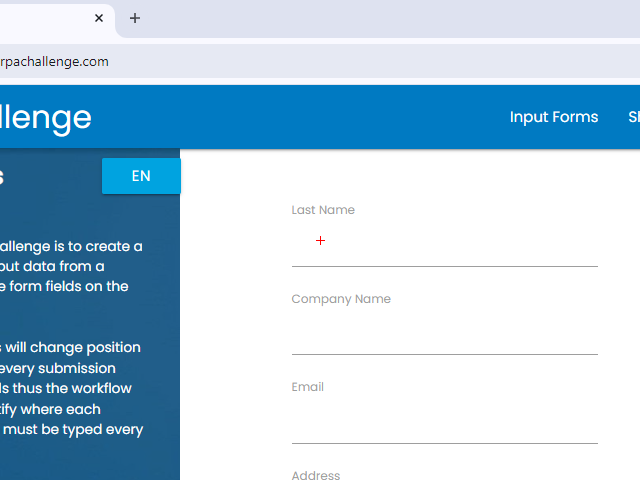 rpachallenge.com
llenge
Input Forms
EN
Last Name
allenge is to create a
out data from a
e form fields on the
Company Name
s will change position
every submission
ds thus the workflow
tify where each
must be typed every
Email
Address